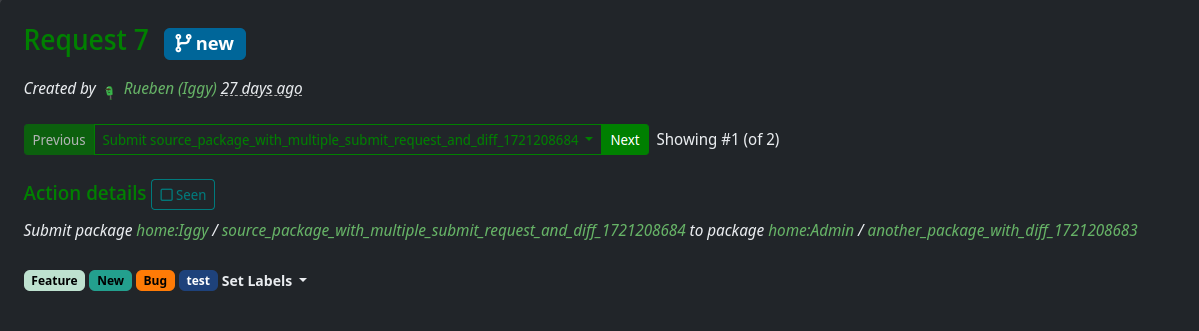 Request 7 new
Created by Rueben (Iggy) 27 days ago
Previous Submit source_package_with_multiple_submit_request_and_diff_1721208684 Next Showing #1 (of 2)
Action details Seen
Submit package home:Iggy / source_package_with_multiple_submit_request_and_diff_1721208684 to package home:Admin / another_package_with_diff_1721208683
Feature New Bug test Set Labels